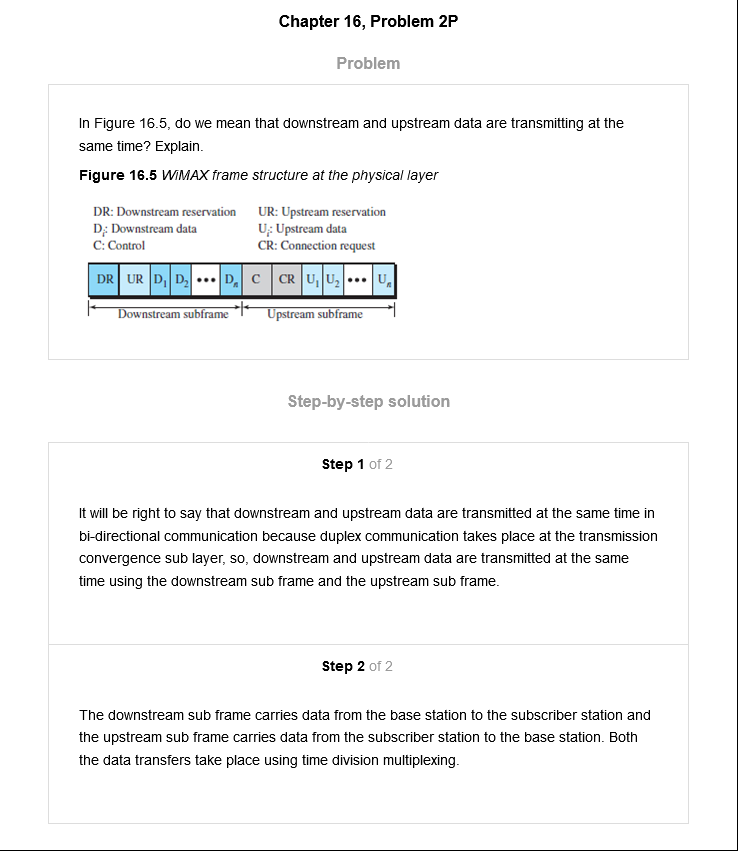 Chapter 16, Problem 2P
Problem
In Figure 16.5, do we mean that downstream and upstream data are transmitting at the
same time? Explain.
Figure 16.5 WiMAX frame structure at the physical layer
DR: Downstream reservation UR: Upstream reservation
Di: Downstream data Ui: Upstream data
C: Control CR: Connection request
DR UR D1 D2 ••• Dn C CR U1 U2 ••• Un
Downstream subframe Upstream subframe
Step-by-step solution
Step 1 of 2
It will be right to say that downstream and upstream data are transmitted at the same time in
bi-directional communication because duplex communication takes place at the transmission
convergence sub layer, so, downstream and upstream data are transmitted at the same
time using the downstream sub frame and the upstream sub frame.
Step 2 of 2
The downstream sub frame carries data from the base station to the subscriber station and
the upstream sub frame carries data from the subscriber station to the base station. Both
the data transfers take place using time division multiplexing.